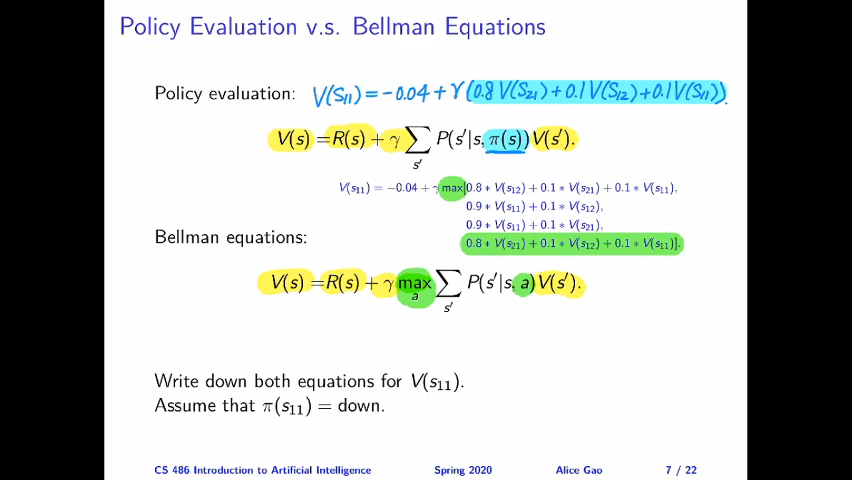 Policy Evaluation v.s. Bellman Equations
Policy evaluation: V(S₁₁) = -0.04 + γ(0.8 V(S₂₁) + 0.1 V(S₁₂) + 0.1 V(S₁₁)).
V(s) = R(s) + γ ∑ P(s′|s, π(s)) V(s′).
s′
V(s₁₁) = −0.04 + γ max[0.8 ∗ V(s₁₂) + 0.1 ∗ V(s₂₁) + 0.1 ∗ V(s₁₁),
0.9 ∗ V(s₁₁) + 0.1 ∗ V(s₁₂),
0.9 ∗ V(s₁₁) + 0.1 ∗ V(s₂₁),
Bellman equations:
0.8 ∗ V(s₂₁) + 0.1 ∗ V(s₁₂) + 0.1 ∗ V(s₁₁)].
V(s) = R(s) + γ max ∑ P(s′|s, a) V(s′).
a s′
Write down both equations for V(s₁₁).
Assume that π(s₁₁) = down.
CS 486 Introduction to Artificial Intelligence Spring 2020 Alice Gao 7 / 22